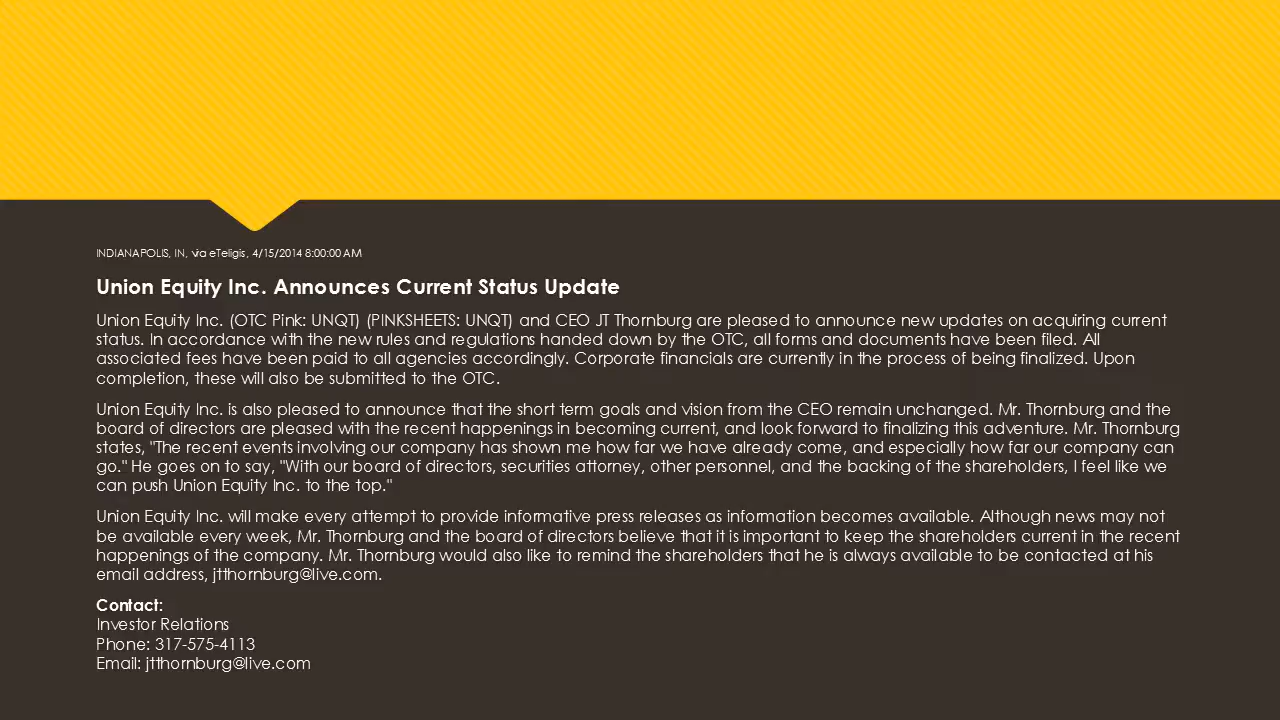 INDIANAPOLIS, IN, via eTeligis, 4/15/2014 8:00:00 AM
Union Equity Inc. Announces Current Status Update
Union Equity Inc. (OTC Pink: UNQT) (PINKSHEETS: UNQT) and CEO JT Thornburg are pleased to announce new updates on acquiring current
status. In accordance with the new rules and regulations handed down by the OTC, all forms and documents have been filed. All
associated fees have been paid to all agencies accordingly. Corporate financials are currently in the process of being finalized. Upon
completion, these will also be submitted to the OTC.
Union Equity Inc. is also pleased to announce that the short term goals and vision from the CEO remain unchanged. Mr. Thornburg and the
board of directors are pleased with the recent happenings in becoming current, and look forward to finalizing this adventure. Mr. Thornburg
states, "The recent events involving our company has shown me how far we have already come, and especially how far our company can
go." He goes on to say, "With our board of directors, securities attorney, other personnel, and the backing of the shareholders, I feel like we
can push Union Equity Inc. to the top."
Union Equity Inc. will make every attempt to provide informative press releases as information becomes available. Although news may not
be available every week, Mr. Thornburg and the board of directors believe that it is important to keep the shareholders current in the recent
happenings of the company. Mr. Thornburg would also like to remind the shareholders that he is always available to be contacted at his
email address, jtthornburg@live.com.
Contact:
Investor Relations
Phone: 317-575-4113
Email: jtthornburg@live.com